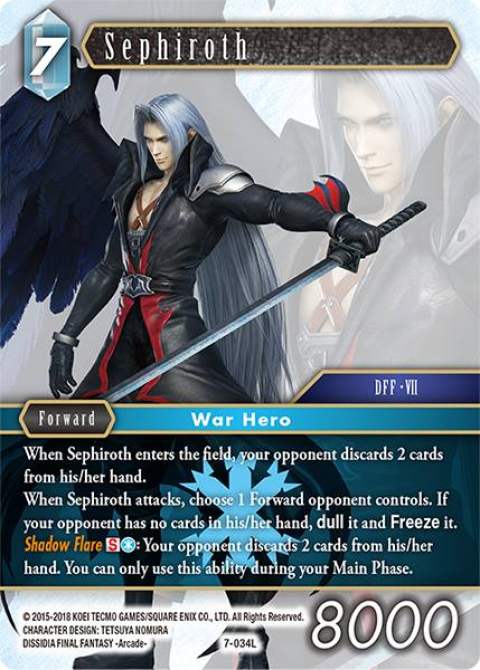 7
Sephiroth
DFF · VII
Forward
War Hero
When Sephiroth enters the field, your opponent discards 2 cards
from his/her hand.
When Sephiroth attacks, choose 1 Forward opponent controls. If
your opponent has no cards in his/her hand, dull it and Freeze it.
Shadow Flare S: Your opponent discards 2 cards from his/her
hand. You can only use this ability during your Main Phase.
© 2015-2018 KOEI TECMO GAMES/SQUARE ENIX CO., LTD. All Rights Reserved.
CHARACTER DESIGN: TETSUYA NOMURA
DISSIDIA FINAL FANTASY -Arcade-
7-034L
8000